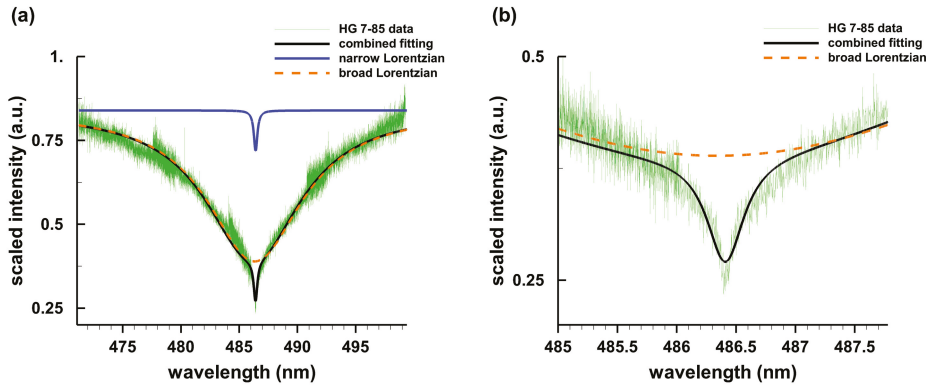 (a)
HG 7-85 data
combined fitting
narrow Lorentzian
broad Lorentzian
1.
0.75
0.5
0.25
scaled intensity (a.u.)
475 480 485 490 495
wavelength (nm)
(b)
HG 7-85 data
combined fitting
broad Lorentzian
0.5
0.25
scaled intensity (a.u.)
485 485.5 486 486.5 487 487.5
wavelength (nm)